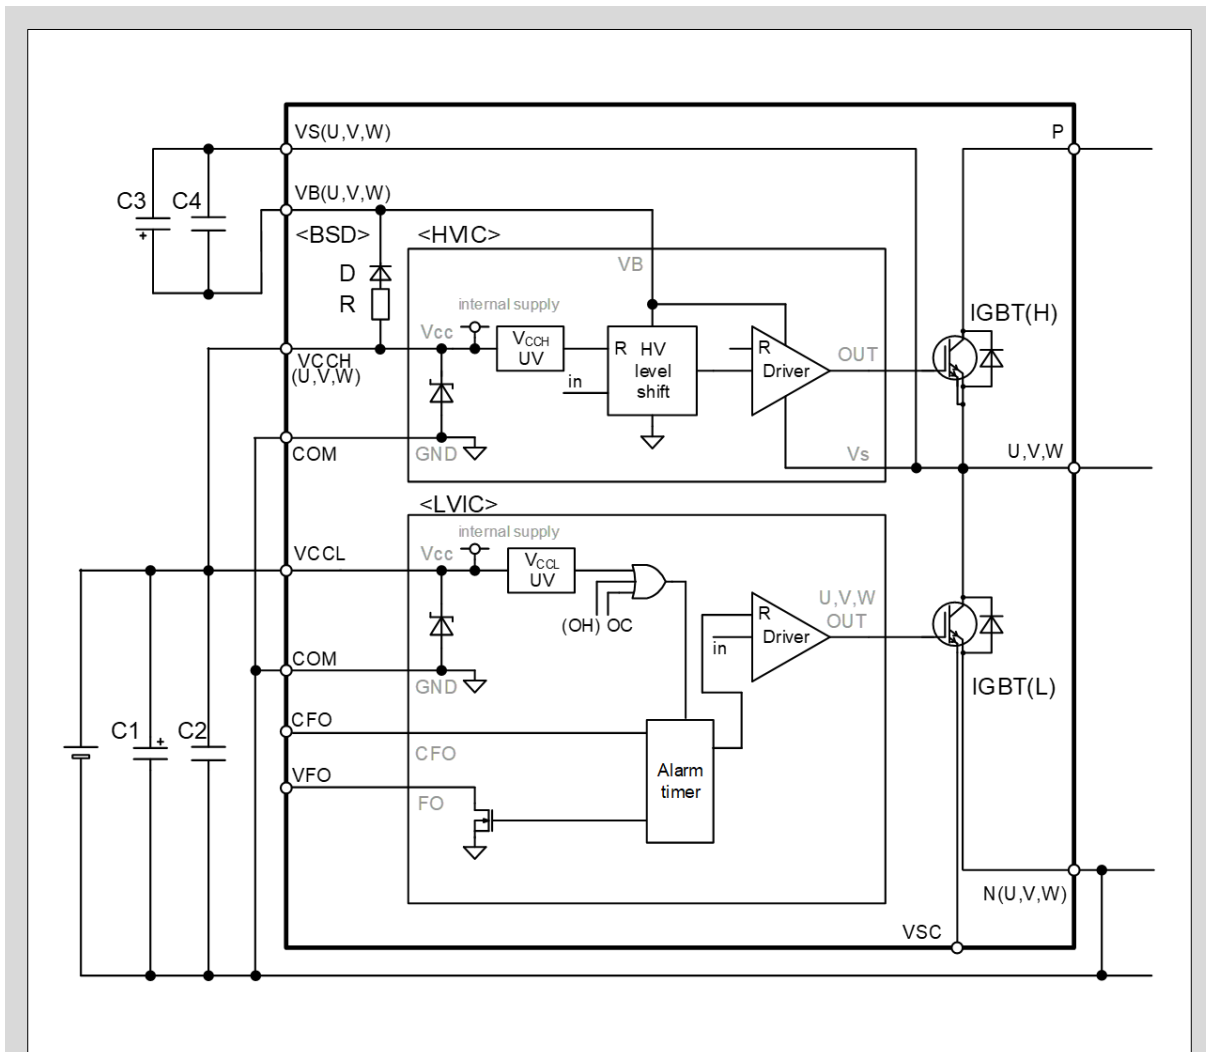 VS(U,V,W)
P
C3
C4
+
VB(U,V,W)
<BSD>
<HVIC>
VB
D
R
internal supply
Vcc
VCCH
UV
R HV
level
shift
in
R
Driver
OUT
IGBT(H)
VCCH
(U,V,W)
COM
GND
Vs
U,V,W
<LVIC>
internal supply
VCCL
Vcc
VCCL
UV
(OH) OC
R
Driver
in
U,V,W
OUT
COM
GND
IGBT(L)
C1
+
C2
CFO
CFO
VFO
FO
Alarm
timer
N(U,V,W)
VSC